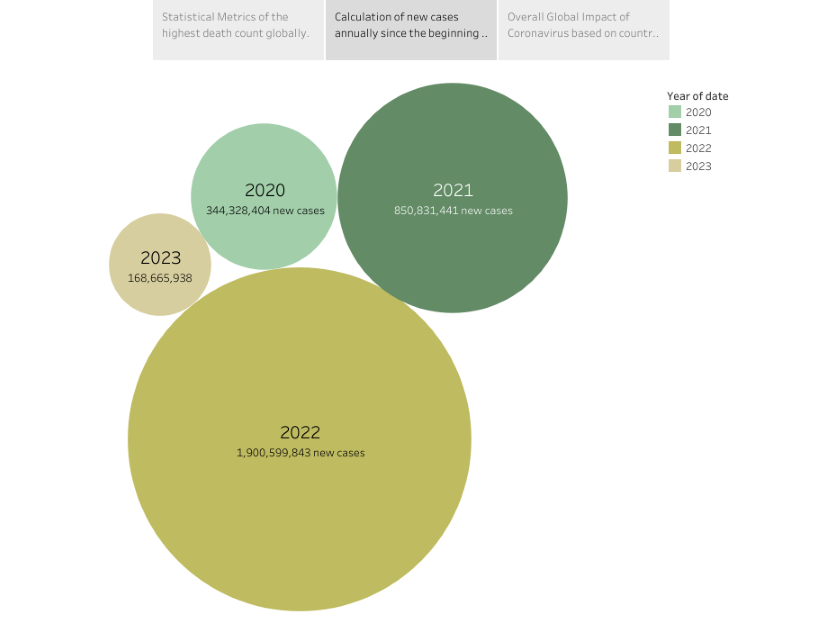 Statistical Metrics of the
highest death count globally.
Calculation of new cases
annually since the beginning ..
Overall Global Impact of
Coronavirus based on countr..
Year of date
2020
2021
2022
2023
2020
344,328,404 new cases
2021
850,831,441 new cases
2023
168,665,938
2022
1,900,599,843 new cases